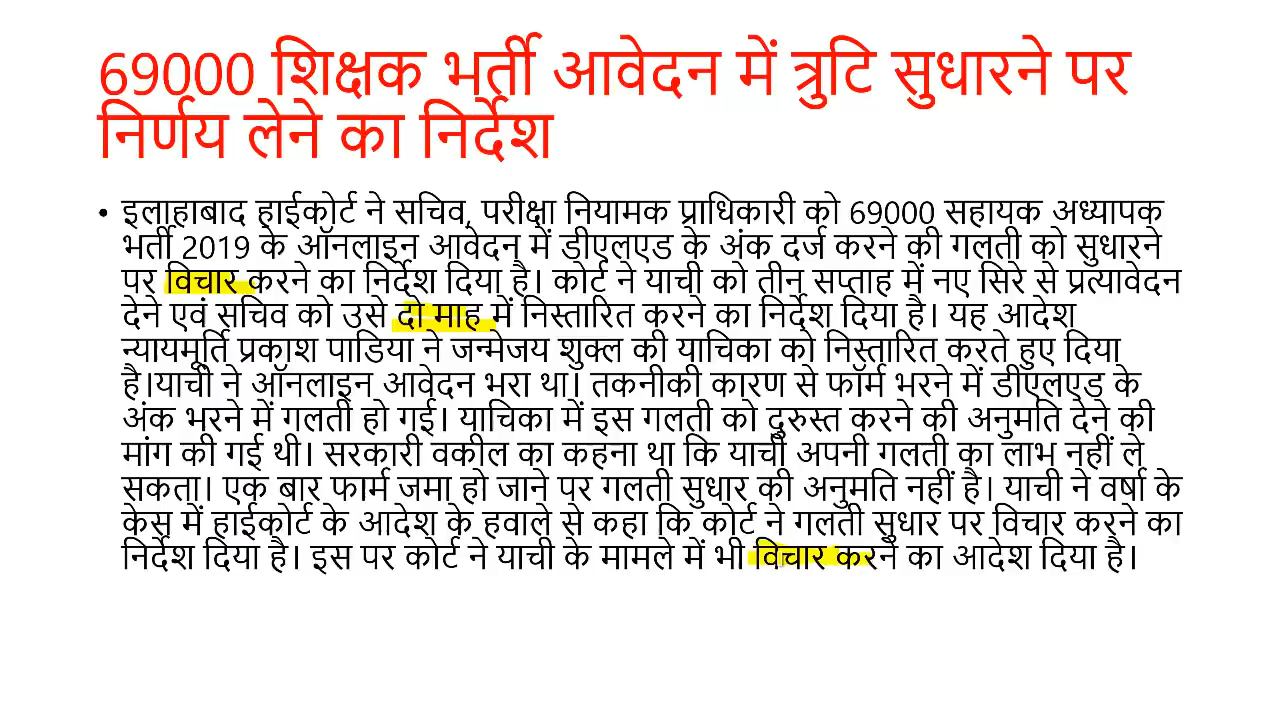 69000 शिक्षक भर्ती आवेदन में त्रुटि सुधारने पर
निर्णय लेने का निर्देश
• इलाहाबाद हाईकोर्ट ने सचिव, परीक्षा नियामक प्राधिकारी को 69000 सहायक अध्यापक
भर्ती 2019 के ऑनलाइन आवेदन में डीएलएड के अंक दर्ज करने की गलती को सुधारने
पर विचार करने का निर्देश दिया है। कोर्ट ने याची को तीन सप्ताह में नए सिरे से प्रत्यावेदन
देने एवं सचिव को उसे दो माह में निस्तारित करने का निर्देश दिया है। यह आदेश
न्यायमूर्ति प्रकाश पाडिया ने जन्मेजय शुक्ल की याचिका को निस्तारित करते हुए दिया
है।याची ने ऑनलाइन आवेदन भरा था। तकनीकी कारण से फॉर्म भरने में डीएलएड के
अंक भरने में गलती हो गई। याचिका में इस गलती को दुरुस्त करने की अनुमति देने की
मांग की गई थी। सरकारी वकील का कहना था कि याची अपनी गलती का लाभ नहीं ले
सकता। एक बार फार्म जमा हो जाने पर गलती सुधार की अनुमति नहीं है। याची ने वर्षा के
केस में हाईकोर्ट के आदेश के हवाले से कहा कि कोर्ट ने गलती सुधार पर विचार करने का
निर्देश दिया है। इस पर कोर्ट ने याची के मामले में भी विचार करने का आदेश दिया है।